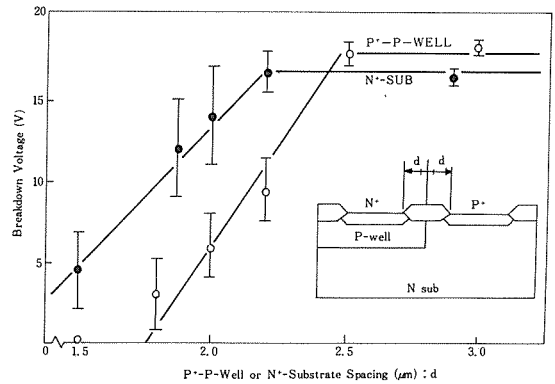 20
15
10
5
0
Breakdown Voltage (V)
P⁺-P-WELL
N⁺-SUB
d d
N⁺ P⁺
P-well
N sub
1.5 2.0 2.5 3.0
P⁺-P-Well or N⁺-Substrate Spacing (μm) : d